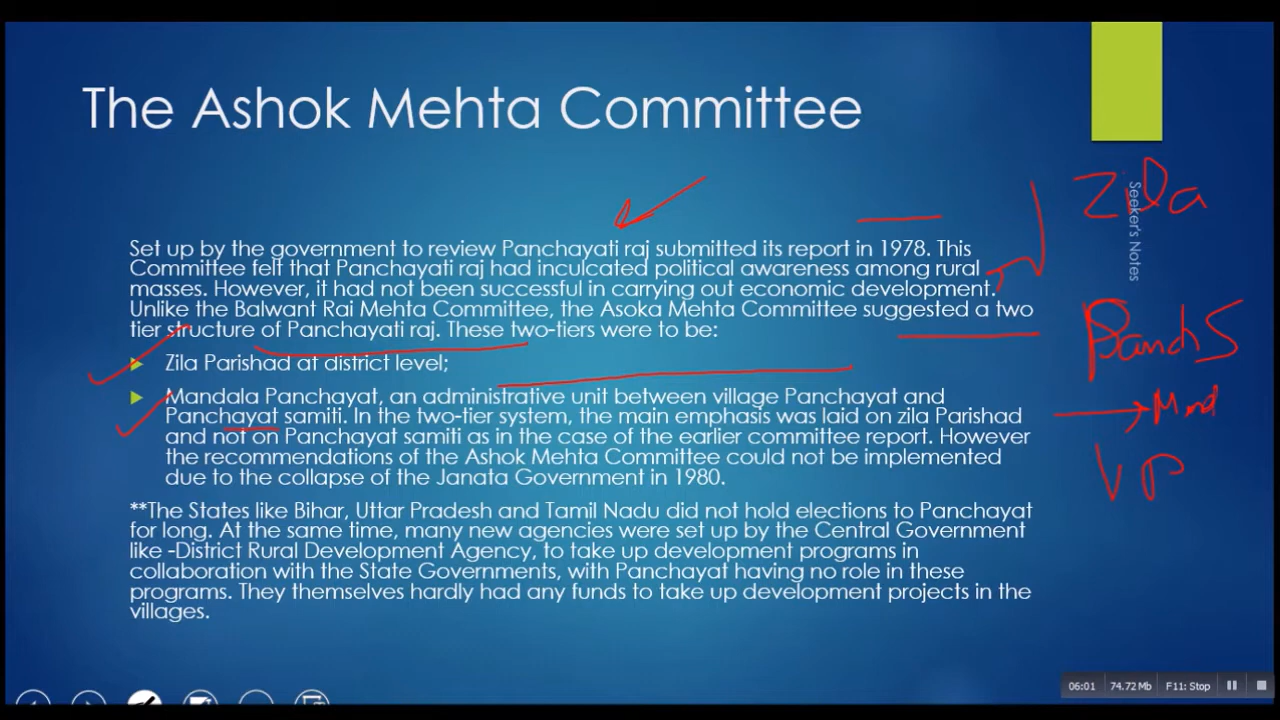 The Ashok Mehta Committee
Set up by the government to review Panchayati raj submitted its report in 1978. This
Committee felt that Panchayati raj had inculcated political awareness among rural
masses. However, it had not been successful in carrying out economic development.
Unlike the Balwant Rai Mehta Committee, the Asoka Mehta Committee suggested a two
tier structure of Panchayati raj. These two-tiers were to be:
Zila Parishad at district level;
Mandala Panchayat, an administrative unit between village Panchayat and
Panchayat samiti. In the two-tier system, the main emphasis was laid on zila Parishad
and not on Panchayat samiti as in the case of the earlier committee report. However
the recommendations of the Ashok Mehta Committee could not be implemented
due to the collapse of the Janata Government in 1980.
**The States like Bihar, Uttar Pradesh and Tamil Nadu did not hold elections to Panchayat
for long. At the same time, many new agencies were set up by the Central Government
like -District Rural Development Agency, to take up development programs in
collaboration with the State Governments, with Panchayat having no role in these
programs. They themselves hardly had any funds to take up development projects in the
villages.
Seeker's Notes
Zila
Panch S
VP
06:01 74.72 Mb F11: Stop